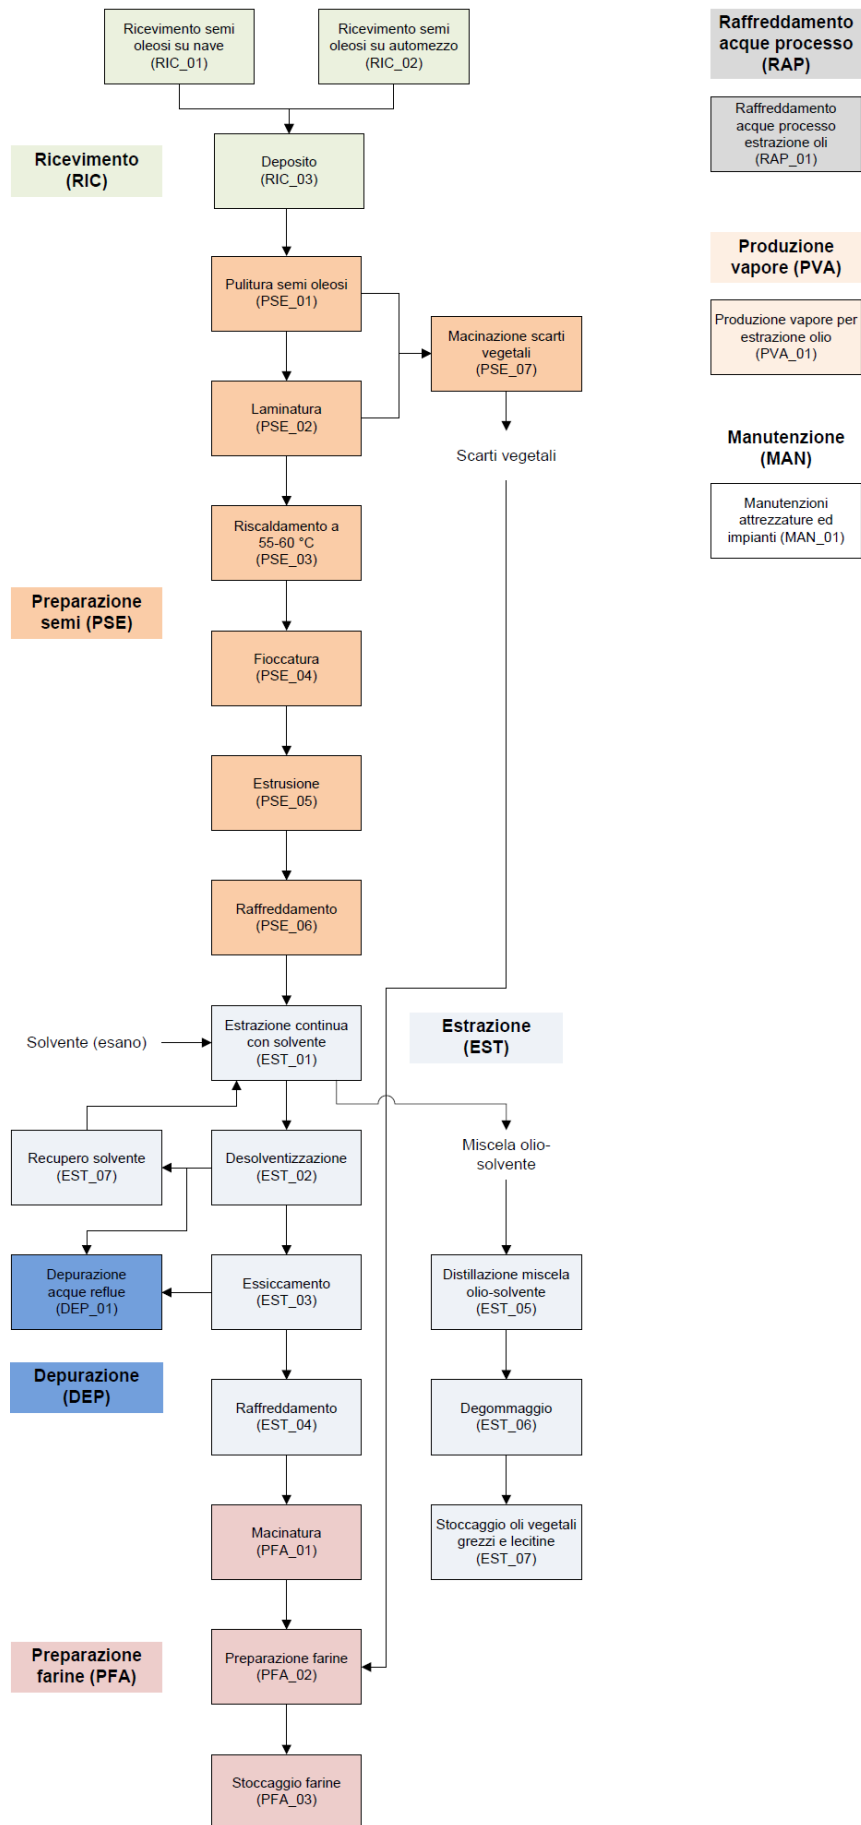 Ricevimento semi
oleosi su nave
(RIC_01)
Ricevimento semi
oleosi su automezzo
(RIC_02)
Raffreddamento
acque processo
(RAP)
Raffreddamento
acque processo
estrazione oli
(RAP_01)
Ricevimento
(RIC)
Deposito
(RIC_03)
Produzione
vapore (PVA)
Pulitura semi oleosi
(PSE_01)
Macinazione scarti
vegetali
(PSE_07)
Produzione vapore per
estrazione olio
(PVA_01)
Laminatura
(PSE_02)
Scarti vegetali
Manutenzione
(MAN)
Manutenzioni
attrezzature ed
impianti (MAN_01)
Riscaldamento a
55-60 °C
(PSE_03)
Preparazione
semi (PSE)
Fioccatura
(PSE_04)
Estrusione
(PSE_05)
Raffreddamento
(PSE_06)
Solvente (esano)
Estrazione continua
con solvente
(EST_01)
Estrazione
(EST)
Recupero solvente
(EST_07)
Desolventizzazione
(EST_02)
Miscela olio-
solvente
Depurazione
acque reflue
(DEP_01)
Essiccamento
(EST_03)
Distillazione miscela
olio-solvente
(EST_05)
Depurazione
(DEP)
Raffreddamento
(EST_04)
Degommaggio
(EST_06)
Macinatura
(PFA_01)
Stoccaggio oli vegetali
grezzi e lecitine
(EST_07)
Preparazione
farine (PFA)
Preparazione farine
(PFA_02)
Stoccaggio farine
(PFA_03)